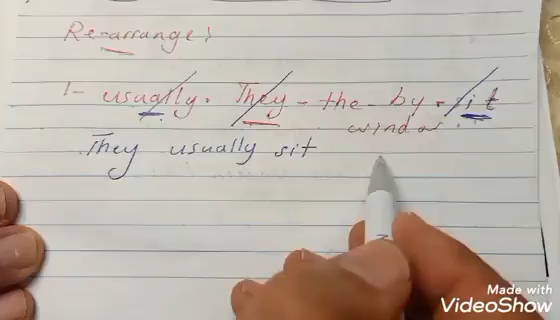 Re-arrange:
1- usually. They - the - by - sit
window.
They usually sit
Made with
VideoShow